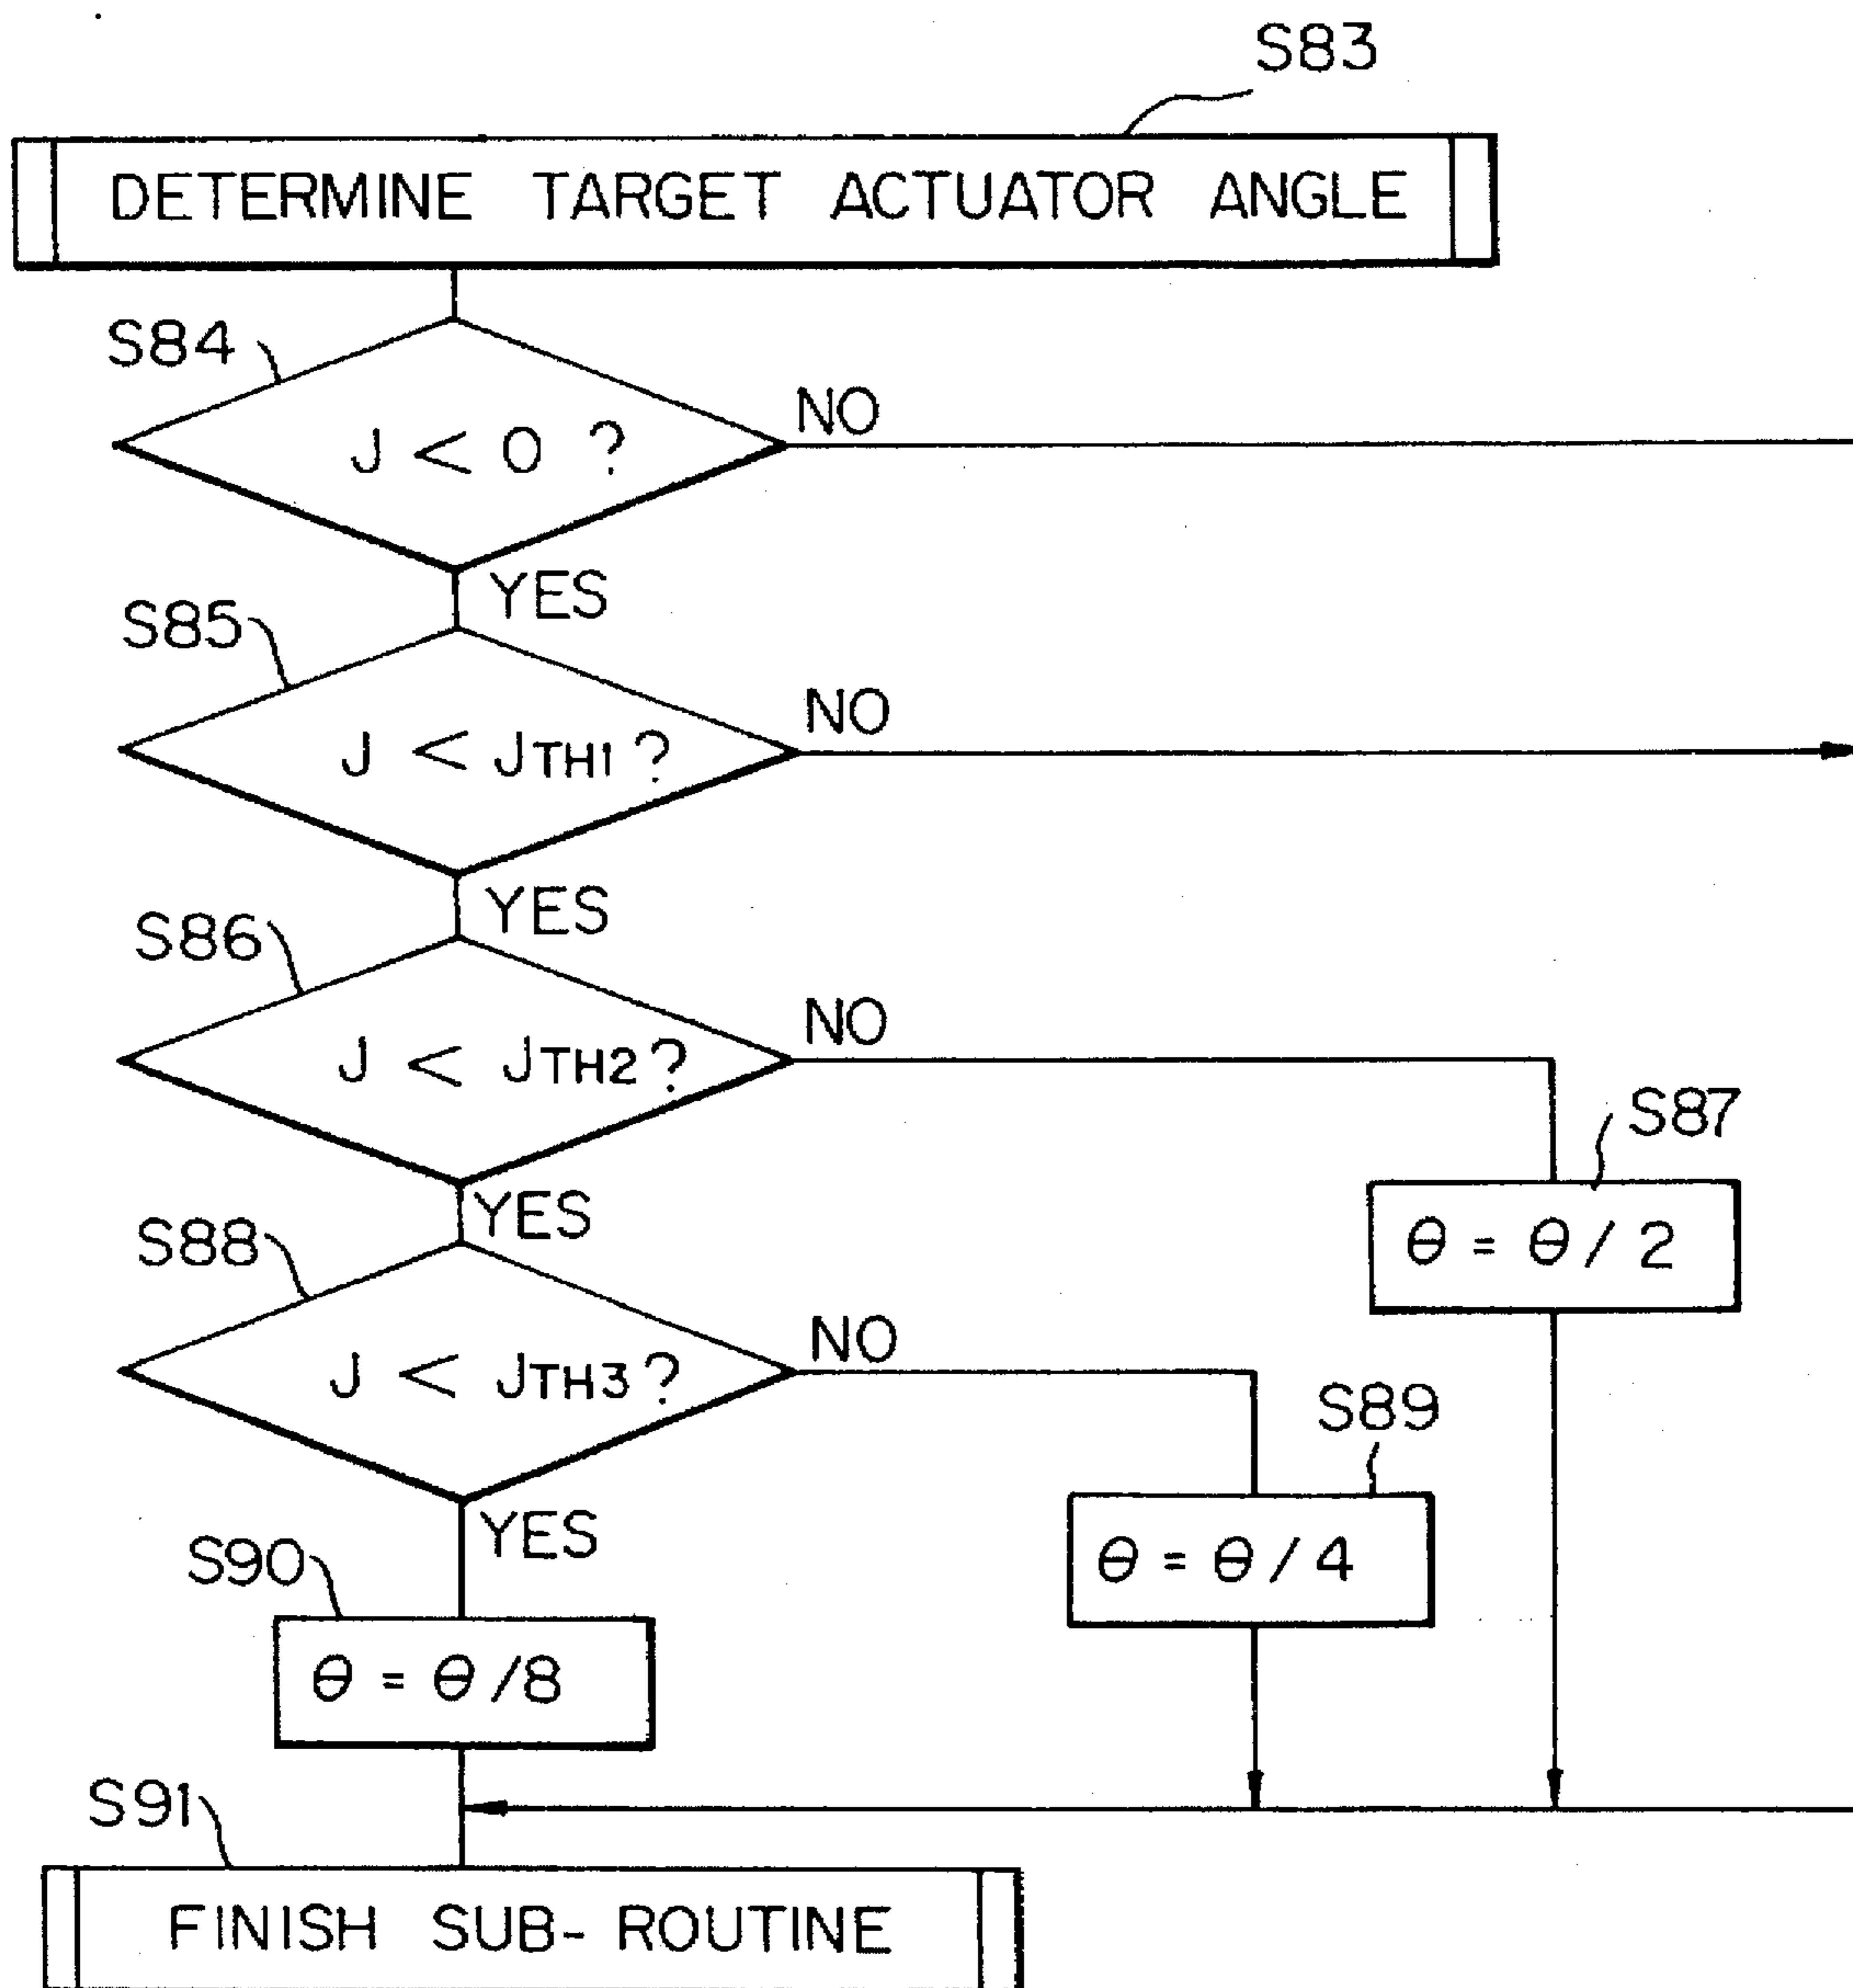 S83
DETERMINE TARGET ACTUATOR ANGLE
S84
J < 0 ?
NO
YES
S85
J < JTH1 ?
NO
YES
S86
J < JTH2 ?
NO
YES
S87
θ = θ / 2
S88
J < JTH3 ?
NO
YES
S89
θ = θ / 4
S90
θ = θ /8
S91
FINISH SUB- ROUTINE